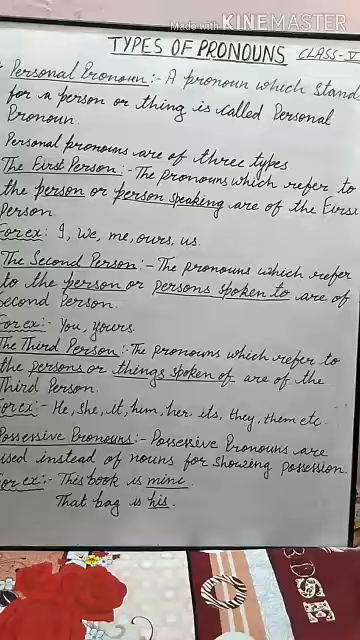 Made with KINEMASTER
TYPES OF PRONOUNS CLASS-V
Personal Pronoun:- A pronoun which stand
for a person or thing is called Personal
Pronoun.
Personal pronouns are of three types
The First Person:- The pronouns which refer to
the person or person speaking are of the First
Person.
For ex: I, We, me, ours, us.
The Second Person:- The pronouns which refer
to the person or persons spoken to are of
Second Person.
For ex:- You, yours.
The Third Person:- The pronouns which refer to
the persons or things spoken of are of the
Third Person.
For ex:- He, she, it, him, her its, they, them etc.
Possessive Pronouns:- Possessive Pronouns are
used instead of nouns for showing possession.
For ex:- This book is mine.
That bag is his.